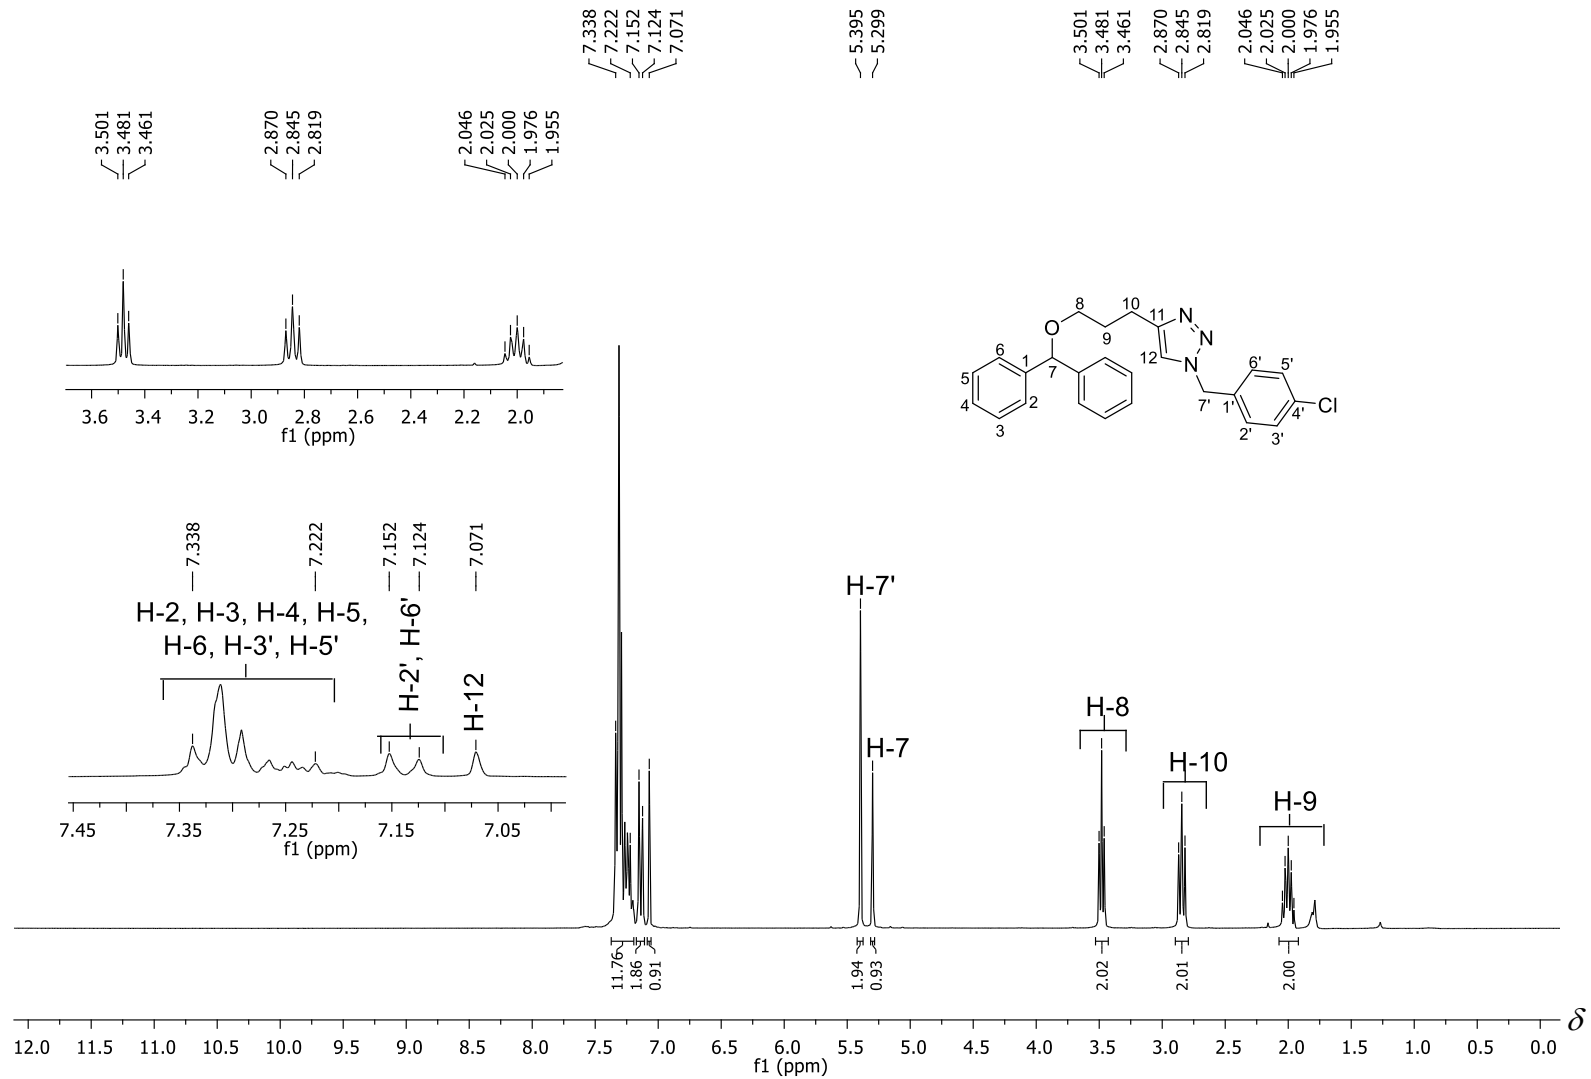 7.338
7.222
7.152
7.124
7.071
5.395
5.299
3.501
3.481
3.461
2.870
2.845
2.819
2.046
2.025
2.000
1.976
1.955
3.501
3.481
3.461
2.870
2.845
2.819
2.046
2.025
2.000
1.976
1.955
3.6 3.4 3.2 3.0 2.8 2.6 2.4 2.2 2.0
f1 (ppm)
8
10
11
N
N
N
O
9
12
6
1
7
5
4
2
3
6'
5'
7'
1'
4'
Cl
2'
3'
7.338
7.222
7.152
7.124
7.071
H-2, H-3, H-4, H-5,
H-6, H-3', H-5'
H-2', H-6'
H-12
7.45 7.35 7.25 7.15 7.05
f1 (ppm)
H-7'
H-7
H-8
H-10
H-9
11.76
1.86
0.91
1.94
0.93
2.02
2.01
2.00
12.0 11.5 11.0 10.5 10.0 9.5 9.0 8.5 8.0 7.5 7.0 6.5 6.0 5.5 5.0 4.5 4.0 3.5 3.0 2.5 2.0 1.5 1.0 0.5 0.0
f1 (ppm)
δ